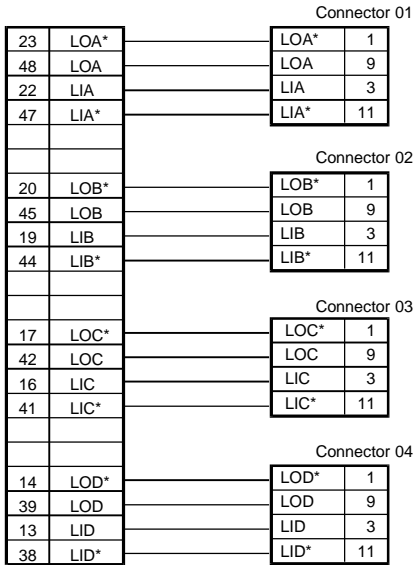 Connector 01
23 LOA* LOA* 1
48 LOA LOA 9
22 LIA LIA 3
47 LIA* LIA* 11
Connector 02
20 LOB* LOB* 1
45 LOB LOB 9
19 LIB LIB 3
44 LIB* LIB* 11
Connector 03
17 LOC* LOC* 1
42 LOC LOC 9
16 LIC LIC 3
41 LIC* LIC* 11
Connector 04
14 LOD* LOD* 1
39 LOD LOD 9
13 LID LID 3
38 LID* LID* 11